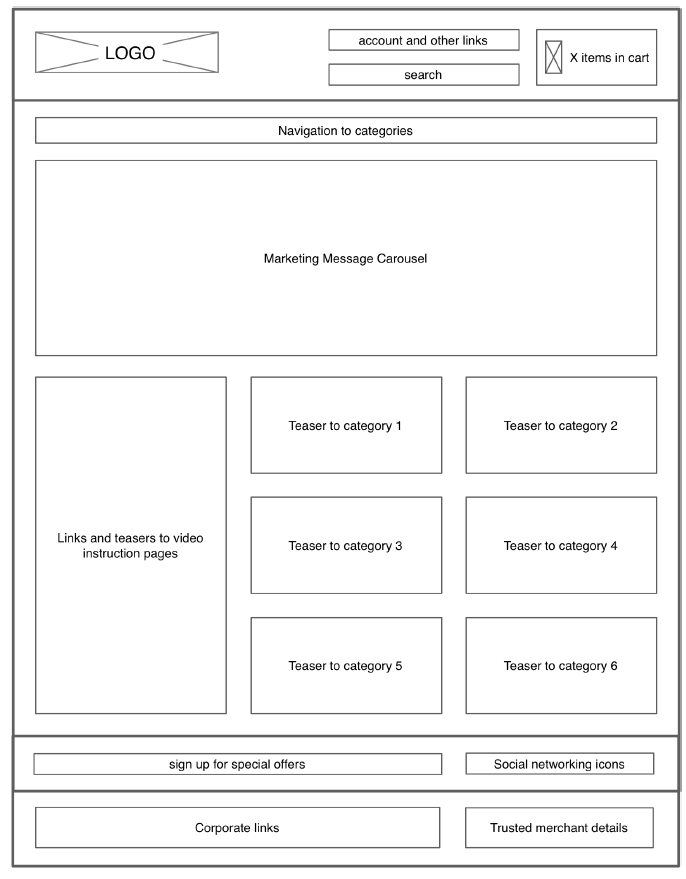 LOGO
account and other links
search
X items in cart
Navigation to categories
Marketing Message Carousel
Links and teasers to video
instruction pages
Teaser to category 1
Teaser to category 2
Teaser to category 3
Teaser to category 4
Teaser to category 5
Teaser to category 6
sign up for special offers
Social networking icons
Corporate links
Trusted merchant details